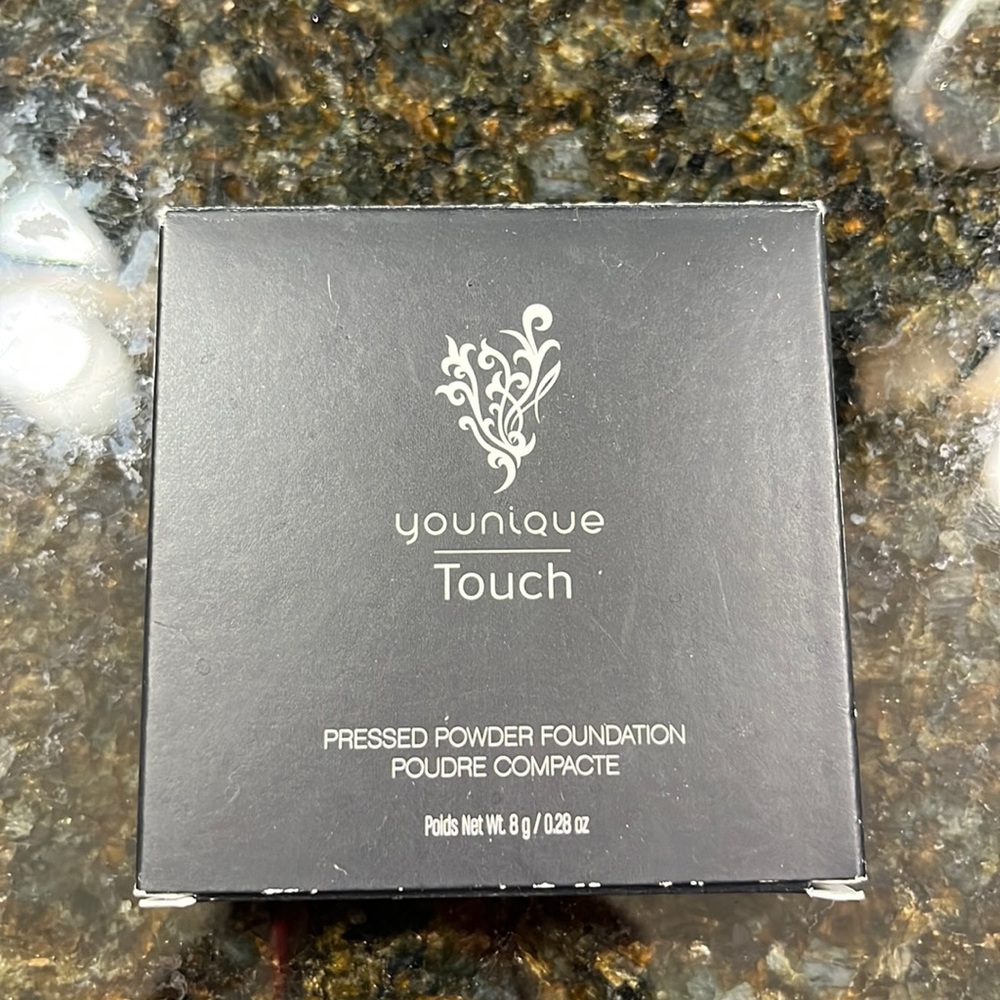 younique
Touch
PRESSED POWDER FOUNDATION
POUDRE COMPACTE
Poids Net Wt. 8 g / 0.28 oz